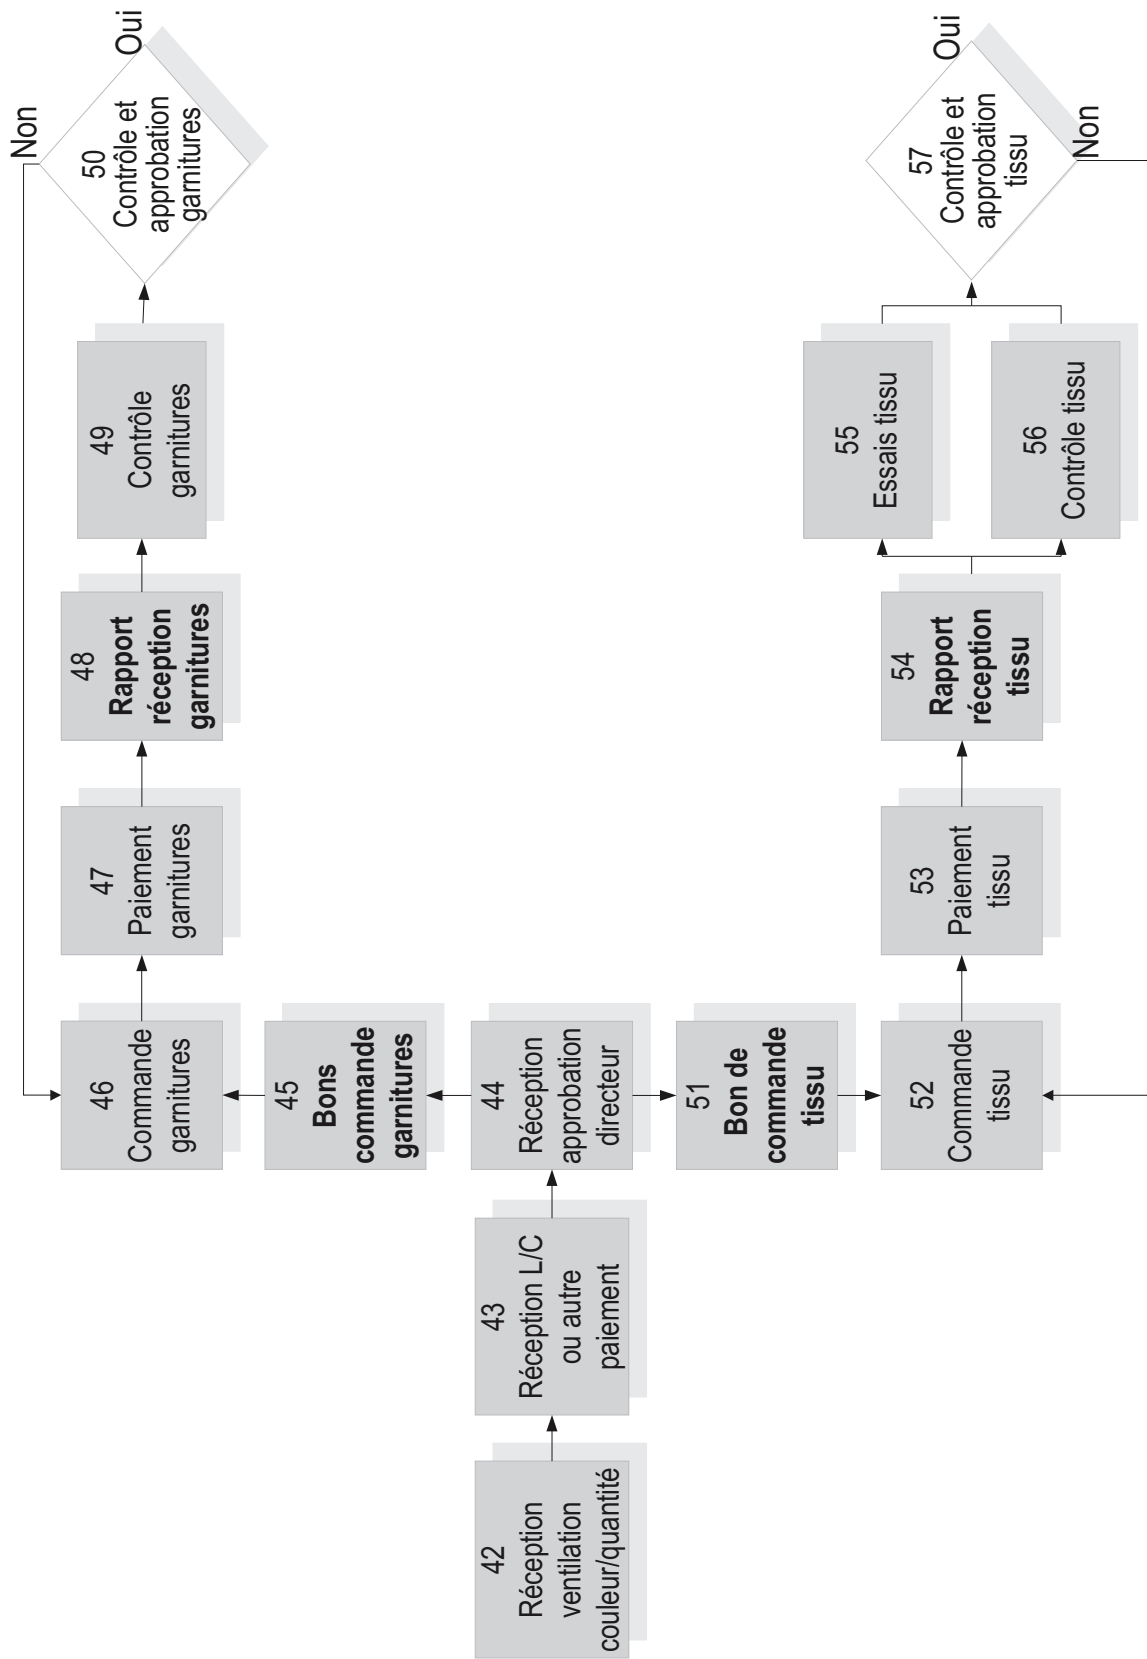 42
Réception
ventilation
couleur/quantité
43
Réception L/C
ou autre
paiement
44
Réception
approbation
directeur
45
Bons
commande
garnitures
46
Commande
garnitures
47
Paiement
garnitures
48
Rapport
réception
garnitures
49
Contrôle
garnitures
50
Contrôle et
approbation
garnitures
Non
Oui
51
Bon de
commande
tissu
52
Commande
tissu
53
Paiement
tissu
54
Rapport
réception
tissu
55
Essais tissu
56
Contrôle tissu
57
Contrôle et
approbation
tissu
Oui
Non